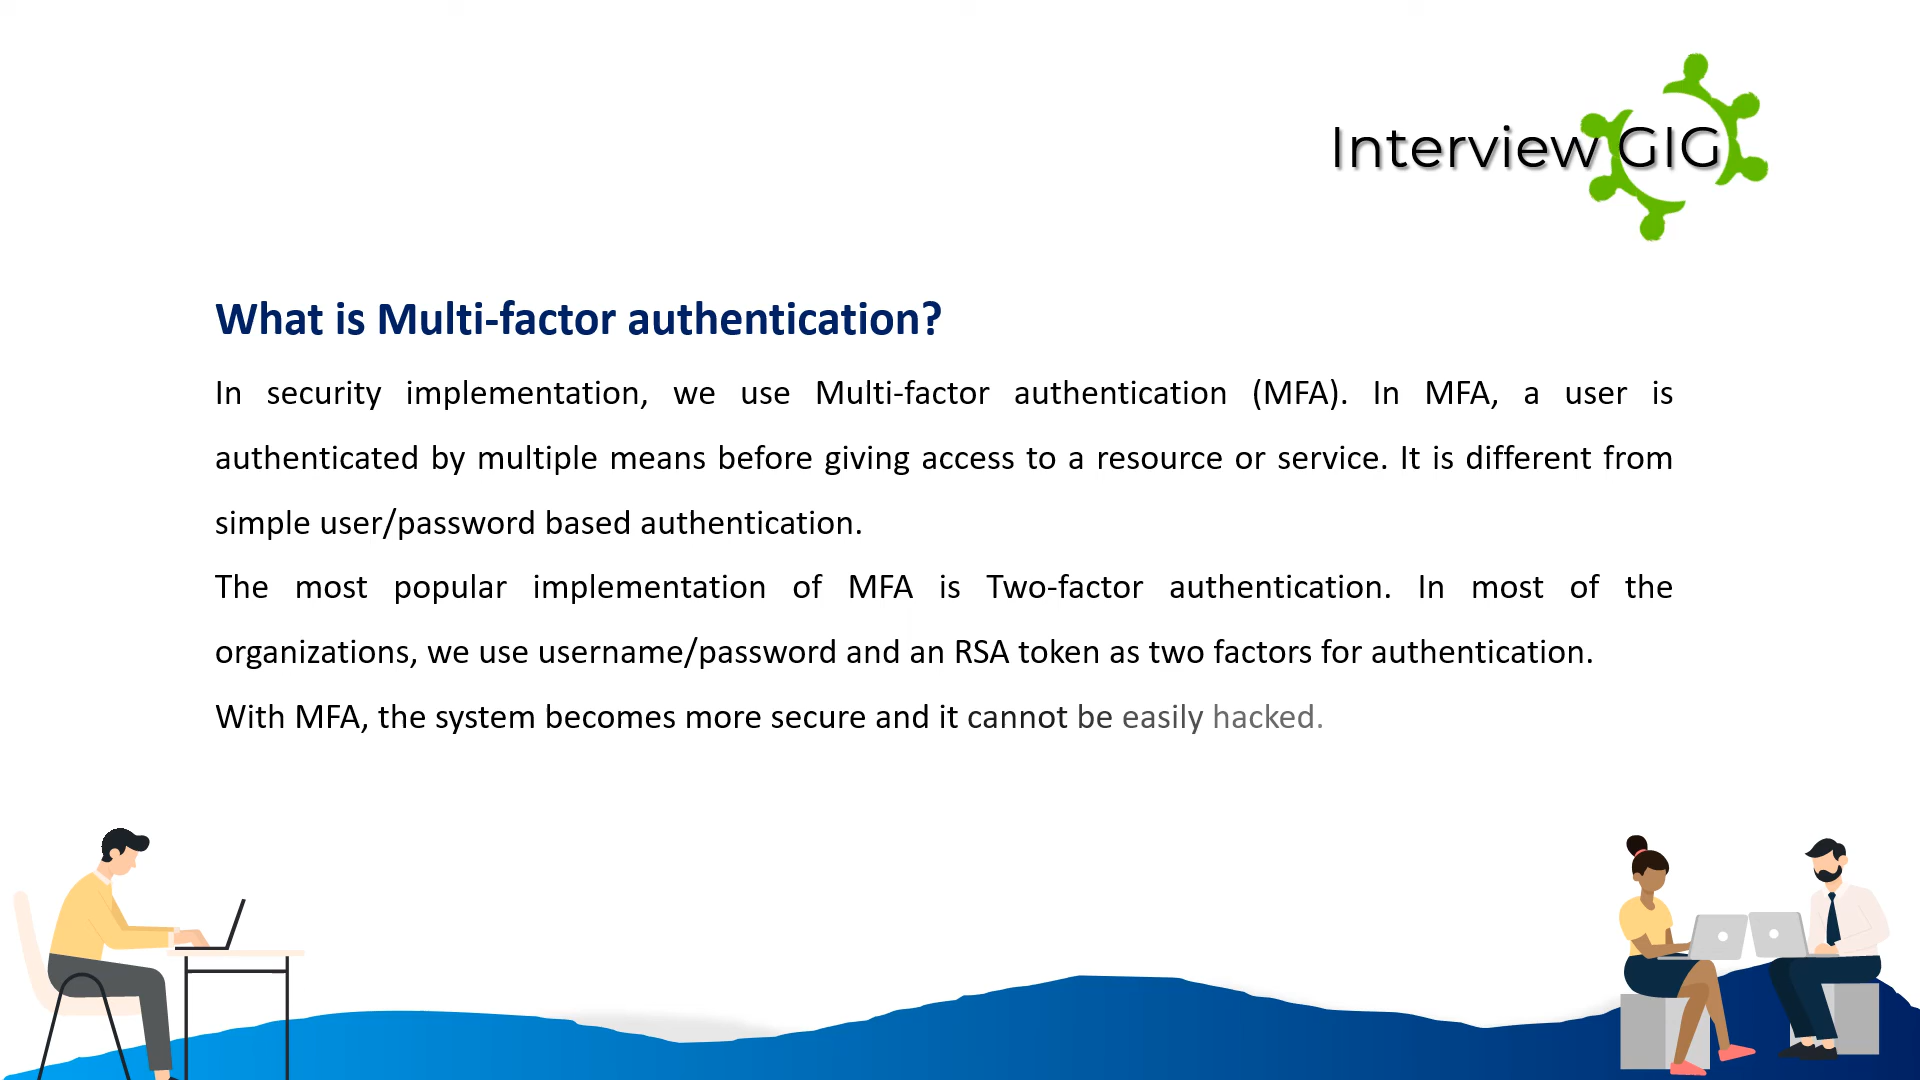 Interview GIG
What is Multi-factor authentication?
In security implementation, we use Multi-factor authentication (MFA). In MFA, a user is
authenticated by multiple means before giving access to a resource or service. It is different from
simple user/password based authentication.
The most popular implementation of MFA is Two-factor authentication. In most of the
organizations, we use username/password and an RSA token as two factors for authentication.
With MFA, the system becomes more secure and it cannot be easily hacked.